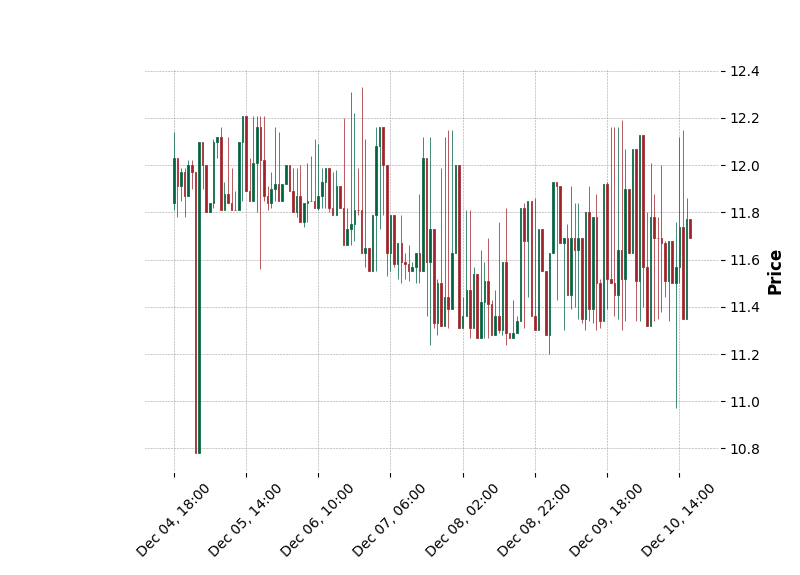 12.4
12.2
12.0
11.8
11.6
11.4
11.2
11.0
10.8
Price
Dec 04, 18:00
Dec 05, 14:00
Dec 06, 10:00
Dec 07, 06:00
Dec 08, 02:00
Dec 08, 22:00
Dec 09, 18:00
Dec 10, 14:00